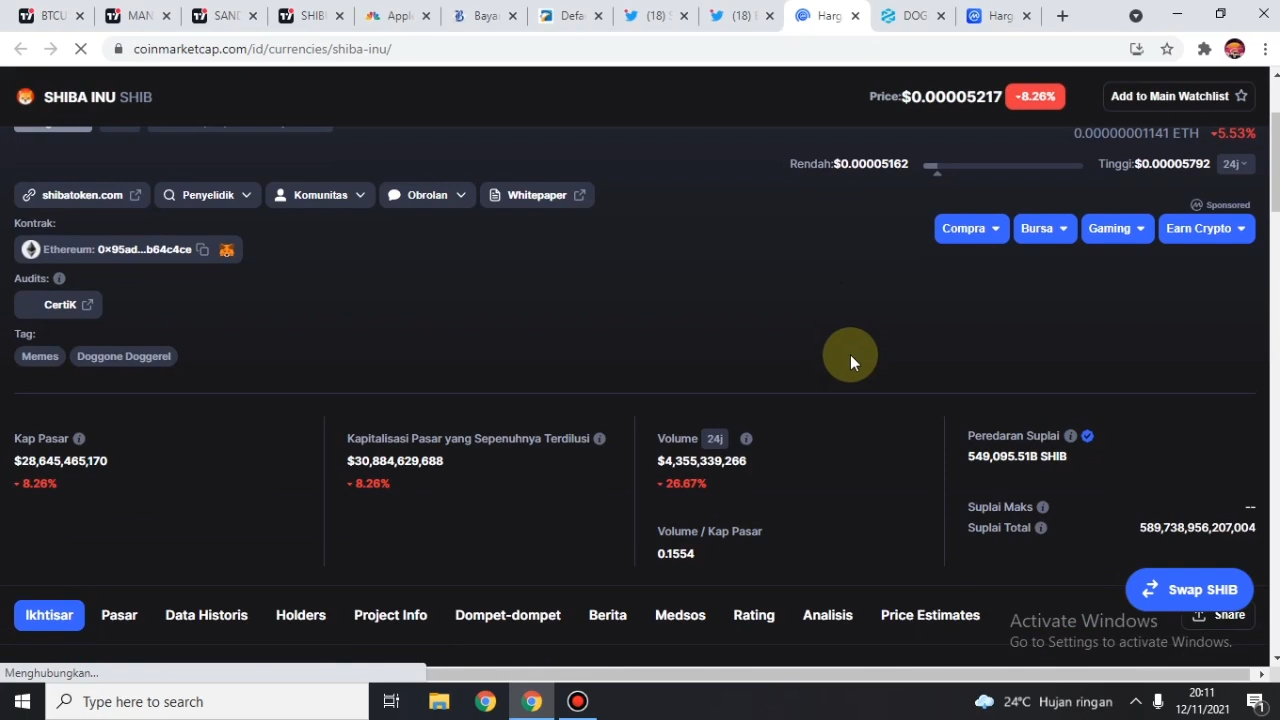 BTCU
MAN
SAND
SHIB
Apple
Bayar
Defa
(18) S
(18)
Harg
DOG
Harg
coinmarketcap.com/id/currencies/shiba-inu/
SHIBA INU SHIB
Price:$0.00005217 -8.26%
Add to Main Watchlist
0.00000001141 ETH 5.53%
Rendah:$0.00005162
Tinggi:$0.00005792 24j
shibatoken.com
Penyelidik
Komunitas
Obrolan
Whitepaper
Sponsored
Kontrak:
Compra
Bursa
Gaming
Earn Crypto
Ethereum: 0x95ad...b64c4ce
Audits:
CertiK
Tag:
Memes
Doggone Doggerel
Kap Pasar
$28,645,465,170
8.26%
Kapitalisasi Pasar yang Sepenuhnya Terdilusi
$30,884,629,688
8.26%
Volume 24j
$4,355,339,266
26.67%
Volume / Kap Pasar
0.1554
Peredaran Suplai
549,095.51B SHIB
Suplai Maks --
Suplai Total 589,738,956,207,004
Swap SHIB
Ikhtisar
Pasar
Data Historis
Holders
Project Info
Dompet-dompet
Berita
Medsos
Rating
Analisis
Price Estimates
Share
Activate Windows
Go to Settings to activate Windows.
Menghubungkan...
Type here to search
24°C Hujan ringan
20:11
12/11/2021
1